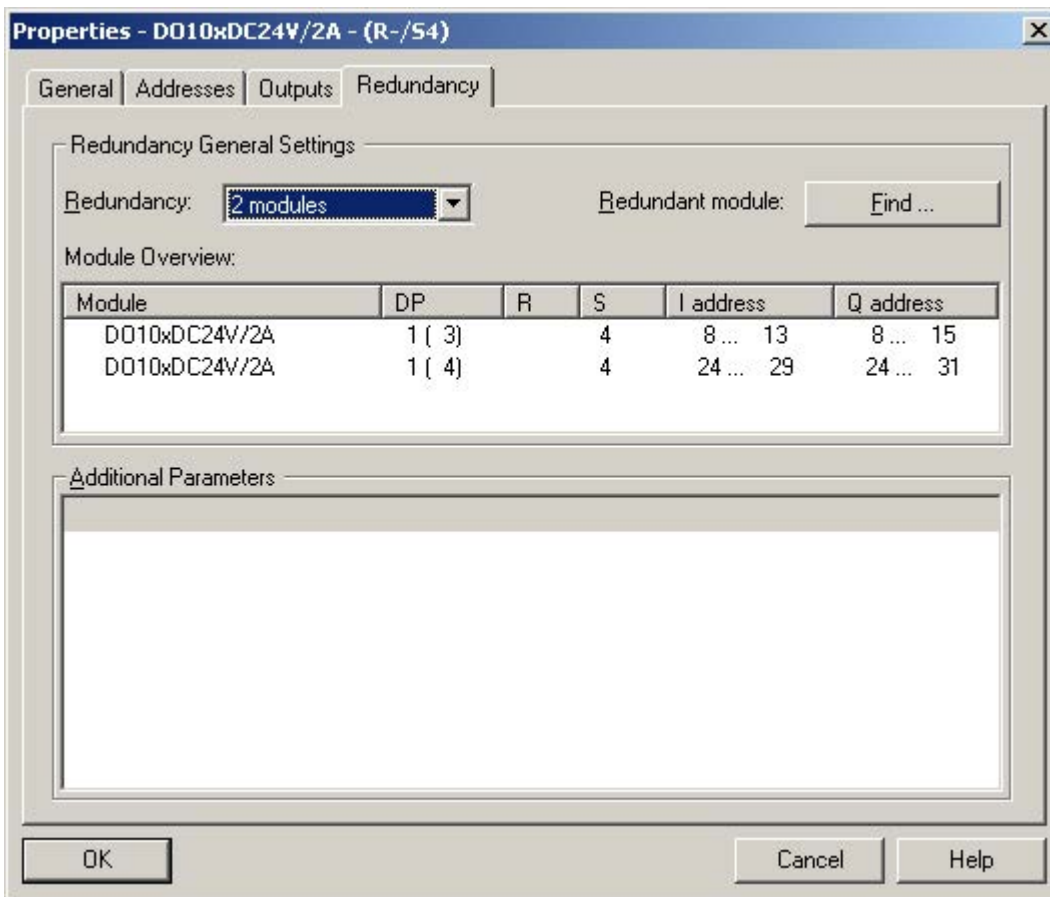 Properties - DO10xDC24V/2A - (R-/S4)
General Addresses Outputs Redundancy
Redundancy General Settings
Redundancy: 2 modules Redundant module: Find ...
Module Overview:
Module DP R S I address Q address
DO10xDC24V/2A 1 ( 3) 4 8 ... 13 8 ... 15
DO10xDC24V/2A 1 ( 4) 4 24 ... 29 24 ... 31
Additional Parameters
OK Cancel Help